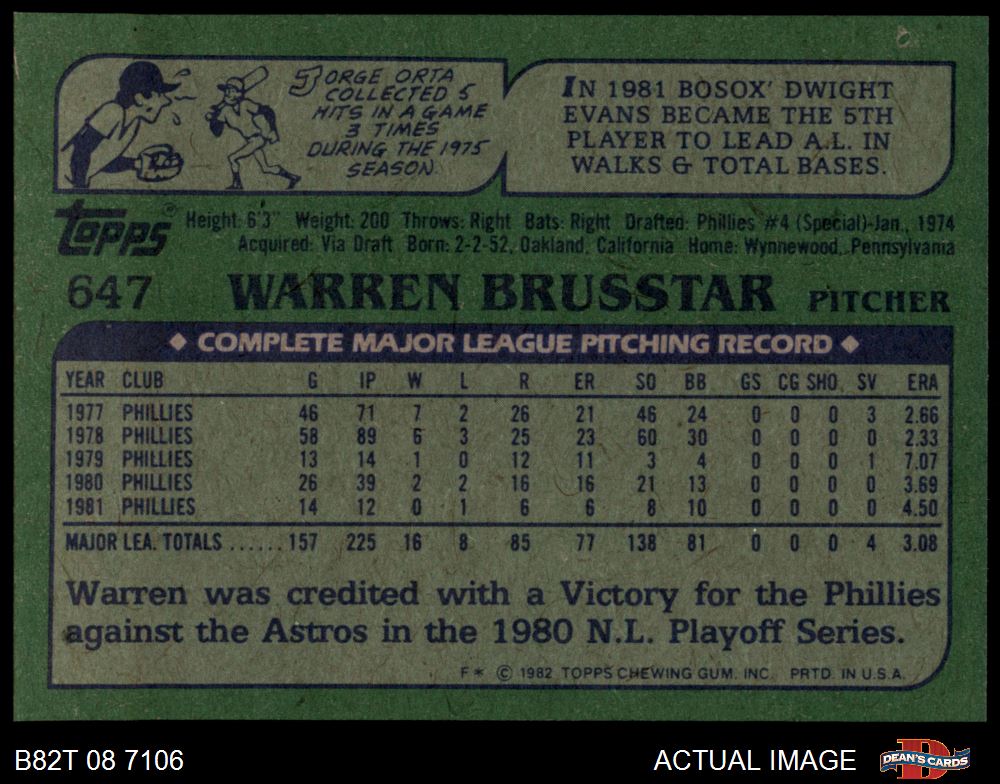 JORGE ORTA
COLLECTED 5
HITS IN A GAME
3 TIMES
DURING THE 1975
SEASON.
IN 1981 BOSOX' DWIGHT
EVANS BECAME THE 5TH
PLAYER TO LEAD A.L. IN
WALKS & TOTAL BASES.
Topps®
Height: 6'3" Weight: 200 Throws: Right Bats: Right Drafted: Phillies #4 (Special)-Jan., 1974
Acquired: Via Draft Born: 2-2-52, Oakland, California Home: Wynnewood, Pennsylvania
647 WARREN BRUSSTAR PITCHER
◆ COMPLETE MAJOR LEAGUE PITCHING RECORD ◆
YEAR CLUB G IP W L R ER SO BB GS CG SHO SV ERA
1977 PHILLIES 46 71 7 2 26 21 46 24 0 0 0 3 2.66
1978 PHILLIES 58 89 6 3 25 23 60 30 0 0 0 0 2.33
1979 PHILLIES 13 14 1 0 12 11 3 4 0 0 0 1 7.07
1980 PHILLIES 26 39 2 2 16 16 21 13 0 0 0 0 3.69
1981 PHILLIES 14 12 0 1 6 6 8 10 0 0 0 0 4.50
MAJOR LEA. TOTALS ...... 157 225 16 8 85 77 138 81 0 0 0 4 3.08
Warren was credited with a Victory for the Phillies
against the Astros in the 1980 N.L. Playoff Series.
F* © 1982 TOPPS CHEWING GUM, INC. PRTD. IN U.S.A.
B82T 08 7106
ACTUAL IMAGE
D
DEAN'S CARDS